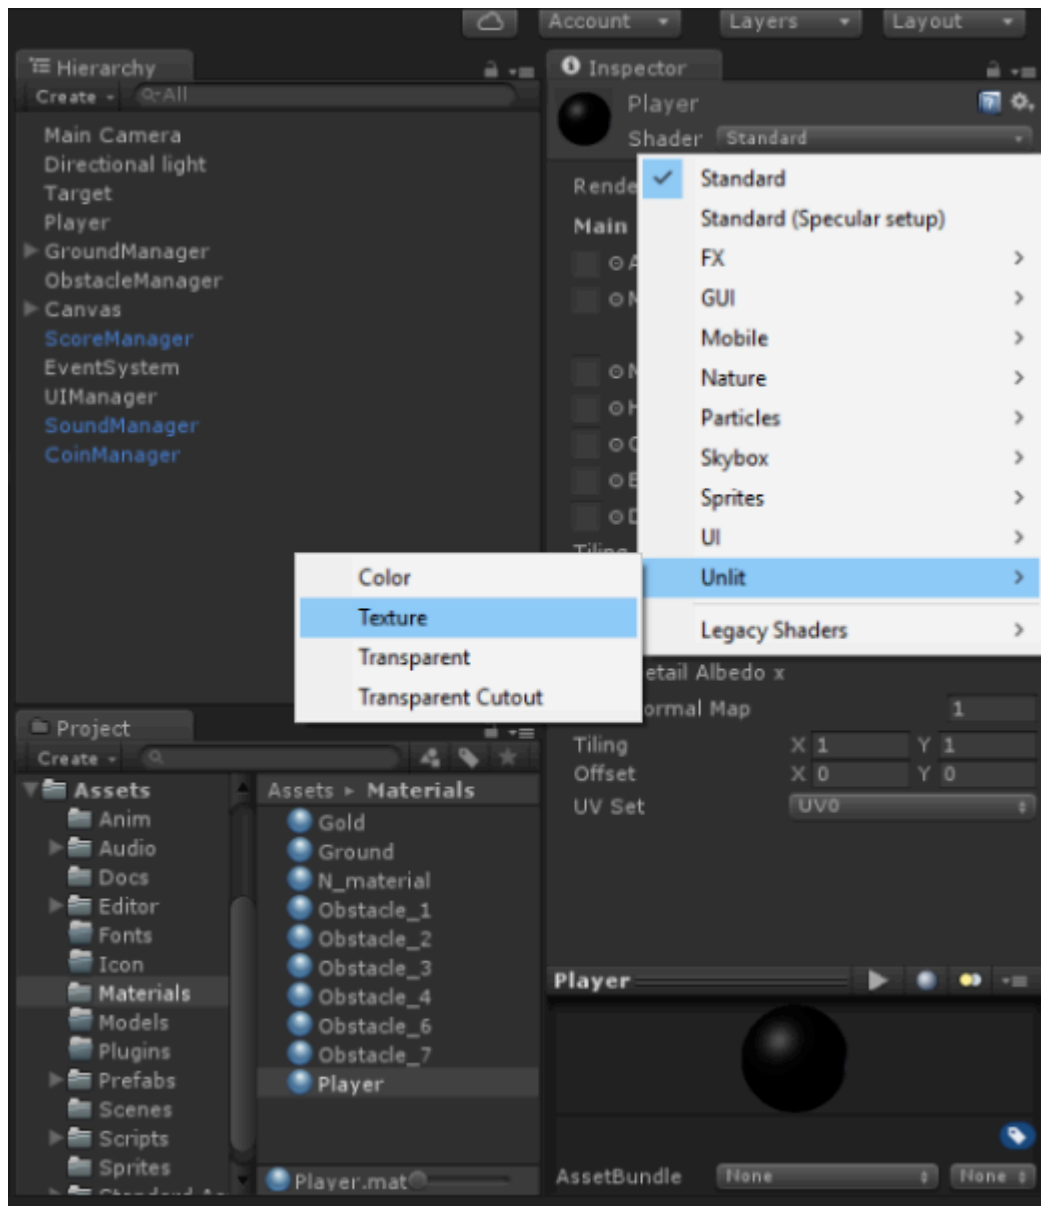 Account
Layers
Layout
Hierarchy
Create
All
Main Camera
Directional light
Target
Player
GroundManager
ObstacleManager
Canvas
ScoreManager
EventSystem
UIManager
SoundManager
CoinManager
Inspector
Player
Shader Standard
Rende
Main
A
M
N
H
O
E
D
Tiling
Standard
Standard (Specular setup)
FX
GUI
Mobile
Nature
Particles
Skybox
Sprites
UI
Unlit
Legacy Shaders
Color
Texture
Transparent
Transparent Cutout
etail Albedo x
ormal Map 1
Tiling X 1 Y 1
Offset X 0 Y 0
UV Set UV0
Project
Create
Assets
Anim
Audio
Docs
Editor
Fonts
Icon
Materials
Models
Plugins
Prefabs
Scenes
Scripts
Sprites
Assets ▸ Materials
Gold
Ground
N_material
Obstacle_1
Obstacle_2
Obstacle_3
Obstacle_4
Obstacle_6
Obstacle_7
Player
Player.mat
Player
AssetBundle None None